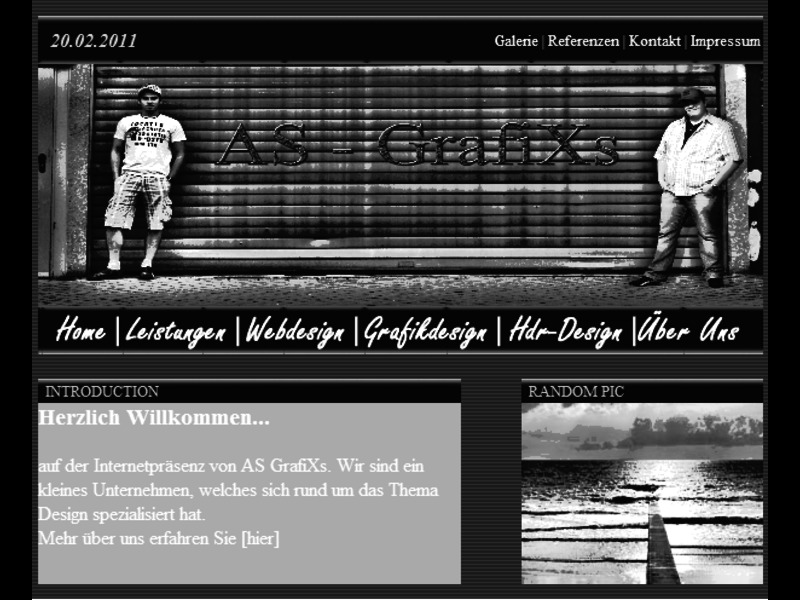 20.02.2011
Galerie | Referenzen | Kontakt | Impressum
AS - GrafiXs
Home | Leistungen | Webdesign | Grafikdesign | Hdr-Design | Über Uns
INTRODUCTION
Herzlich Willkommen...
auf der Internetpräsenz von AS GrafiXs. Wir sind ein
kleines Unternehmen, welches sich rund um das Thema
Design spezialisiert hat.
Mehr über uns erfahren Sie [hier]
RANDOM PIC